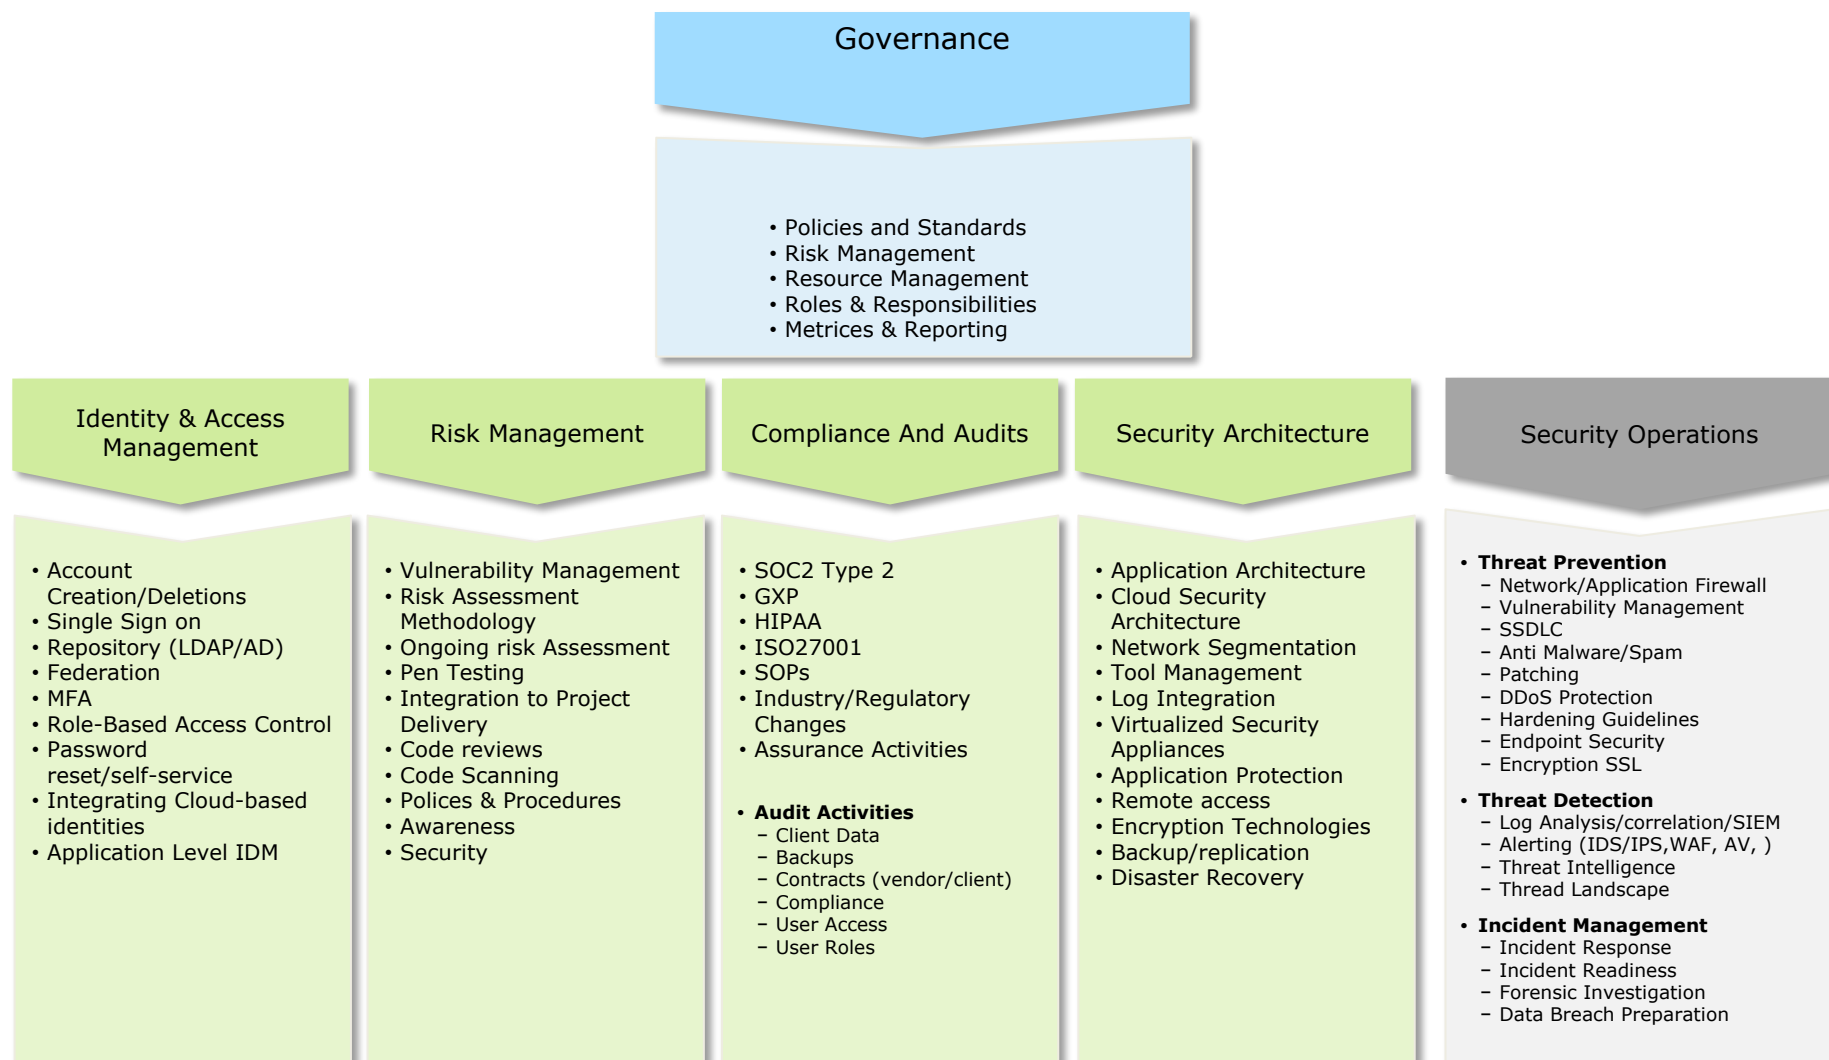 Governance
• Policies and Standards
• Risk Management
• Resource Management
• Roles & Responsibilities
• Metrices & Reporting
Identity & Access
Management
• Account
Creation/Deletions
• Single Sign on
• Repository (LDAP/AD)
• Federation
• MFA
• Role-Based Access Control
• Password
reset/self-service
• Integrating Cloud-based
identities
• Application Level IDM
Risk Management
• Vulnerability Management
• Risk Assessment
Methodology
• Ongoing risk Assessment
• Pen Testing
• Integration to Project
Delivery
• Code reviews
• Code Scanning
• Polices & Procedures
• Awareness
• Security
Compliance And Audits
• SOC2 Type 2
• GXP
• HIPAA
• ISO27001
• SOPs
• Industry/Regulatory
Changes
• Assurance Activities
• Audit Activities
– Client Data
– Backups
– Contracts (vendor/client)
– Compliance
– User Access
– User Roles
Security Architecture
• Application Architecture
• Cloud Security
Architecture
• Network Segmentation
• Tool Management
• Log Integration
• Virtualized Security
Appliances
• Application Protection
• Remote access
• Encryption Technologies
• Backup/replication
• Disaster Recovery
Security Operations
• Threat Prevention
– Network/Application Firewall
– Vulnerability Management
– SSDLC
– Anti Malware/Spam
– Patching
– DDoS Protection
– Hardening Guidelines
– Endpoint Security
– Encryption SSL
• Threat Detection
– Log Analysis/correlation/SIEM
– Alerting (IDS/IPS,WAF, AV, )
– Threat Intelligence
– Thread Landscape
• Incident Management
– Incident Response
– Incident Readiness
– Forensic Investigation
– Data Breach Preparation